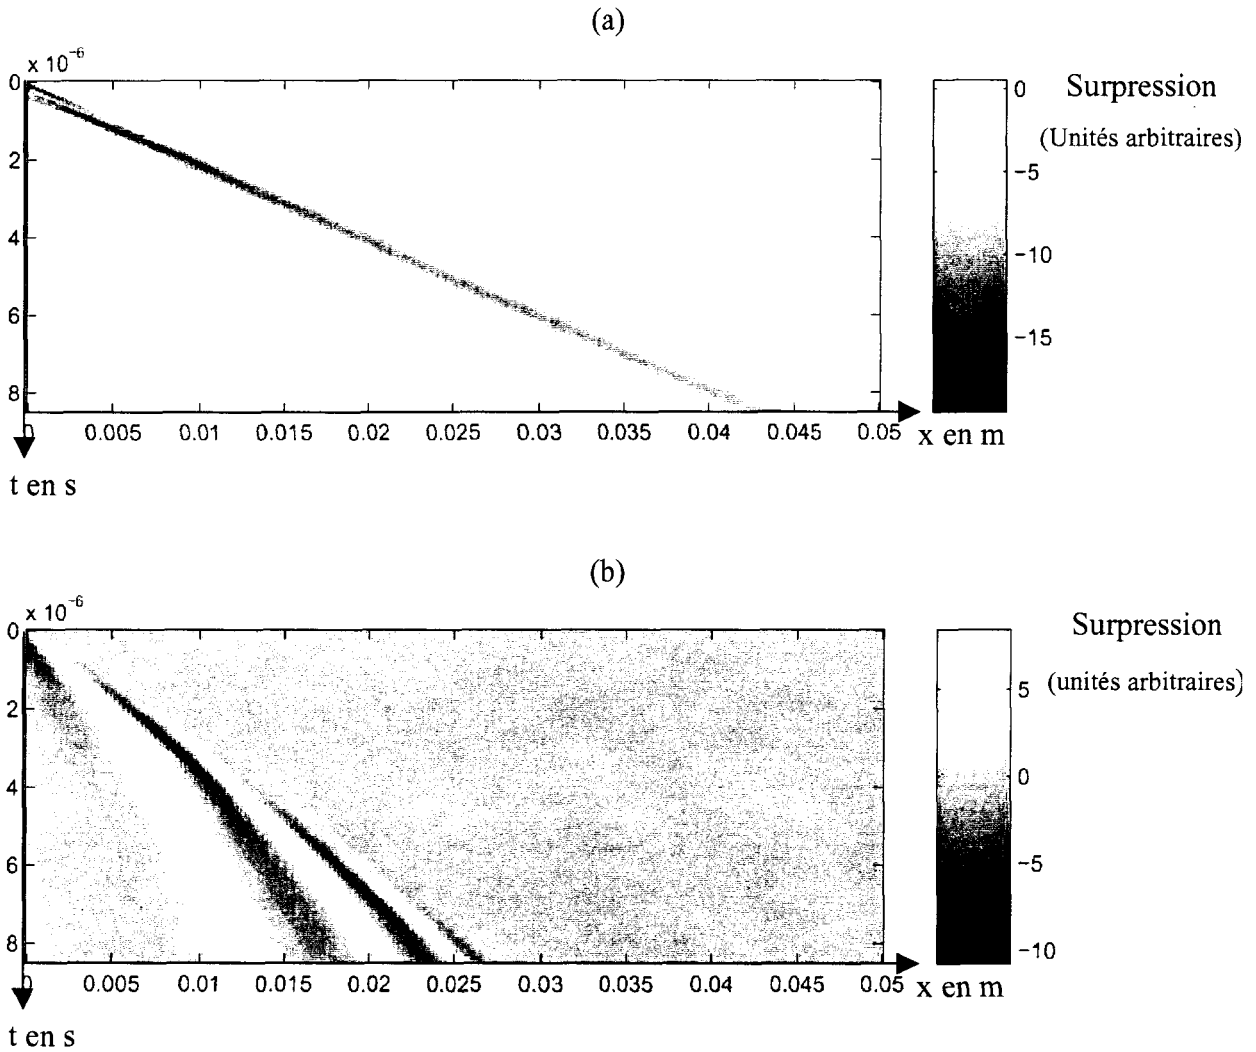 (a)
x 10⁻⁶
0
2
4
6
8
0 0.005 0.01 0.015 0.02 0.025 0.03 0.035 0.04 0.045 0.05 x en m
t en s
Surpression
(Unités arbitraires)
0
−5
−10
−15
(b)
x 10⁻⁶
0
2
4
6
8
0 0.005 0.01 0.015 0.02 0.025 0.03 0.035 0.04 0.045 0.05 x en m
t en s
Surpression
(unités arbitraires)
5
0
−5
−10